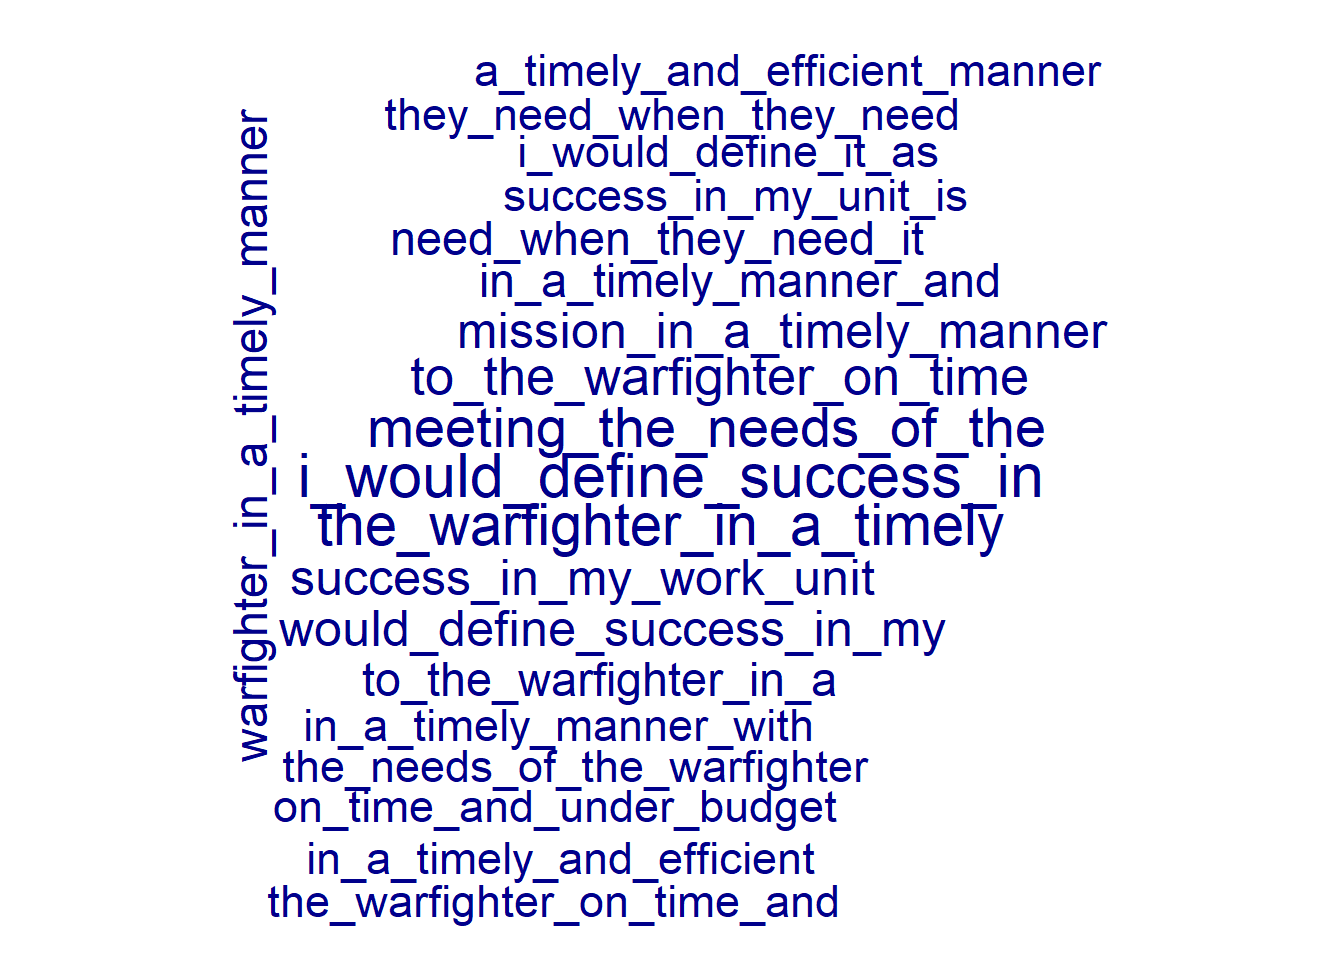 a_timely_and_efficient_manner
they_need_when_they_need
i_would_define_it_as
success_in_my_unit_is
need_when_they_need_it
in_a_timely_manner_and
mission_in_a_timely_manner
to_the_warfighter_on_time
meeting_the_needs_of_the
i_would_define_success_in
the_warfighter_in_a_timely
success_in_my_work_unit
would_define_success_in_my
to_the_warfighter_in_a
in_a_timely_manner_with
the_needs_of_the_warfighter
on_time_and_under_budget
in_a_timely_and_efficient
the_warfighter_on_time_and
warfighter_in_a_timely_manner